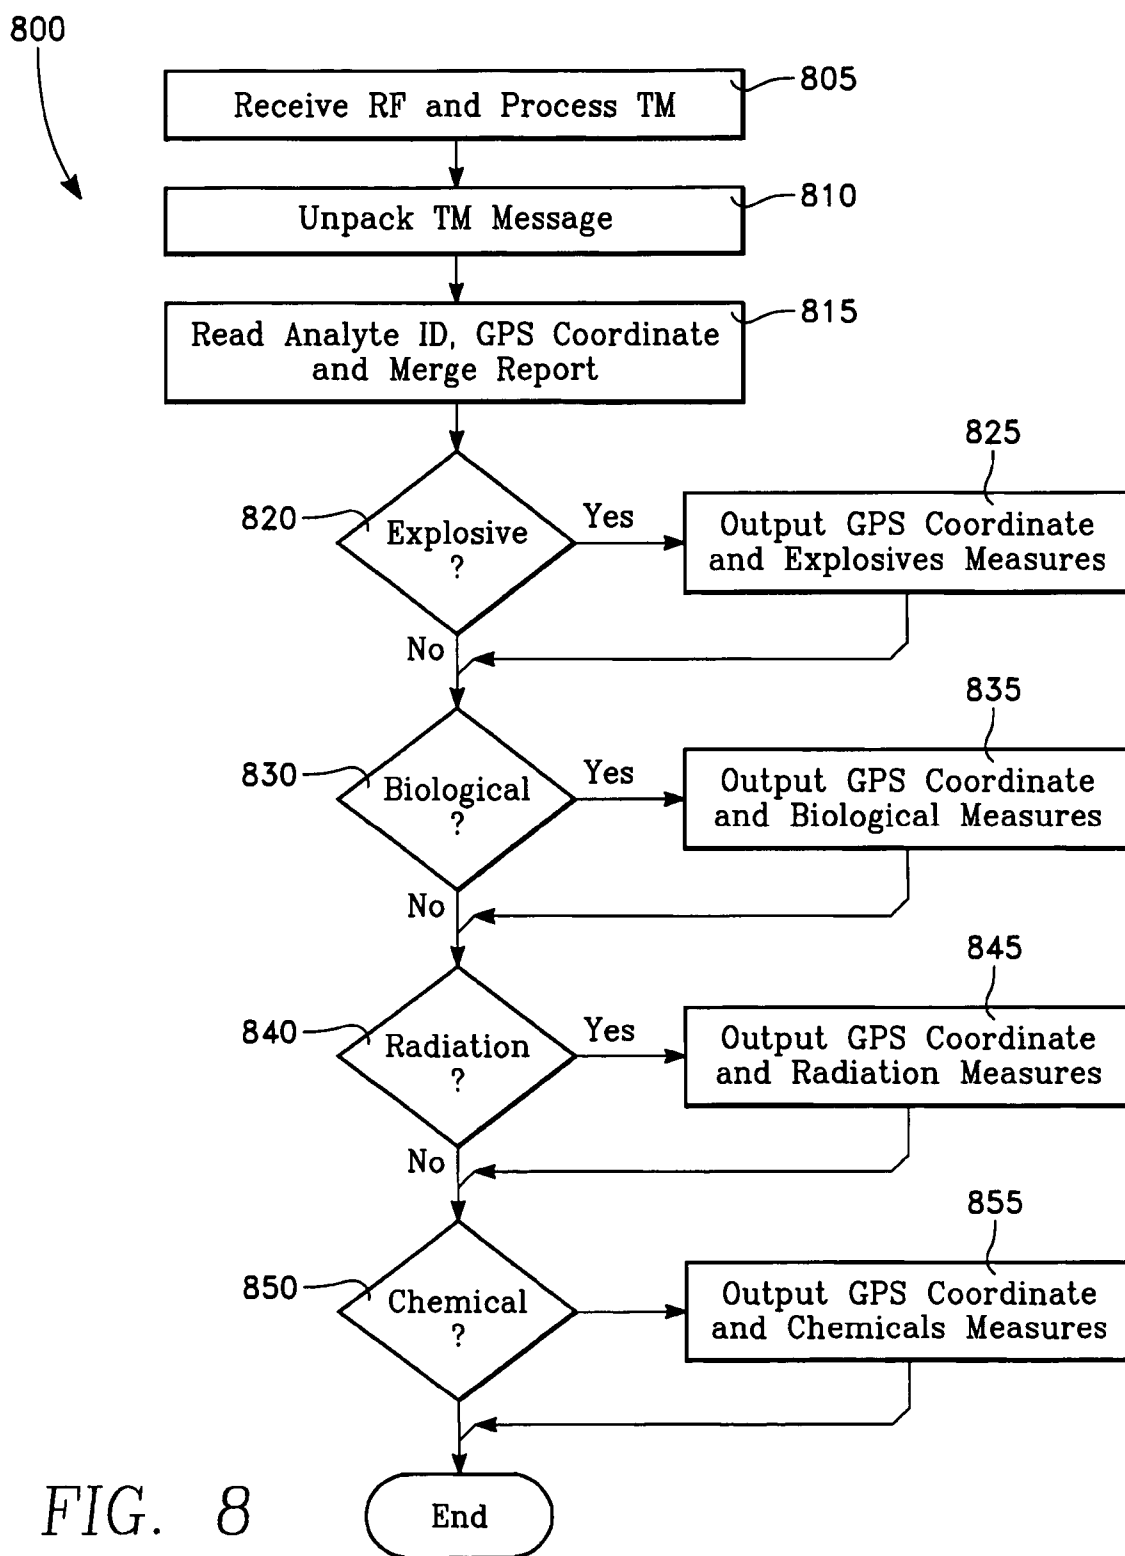 800
Receive RF and Process TM
805
Unpack TM Message
810
Read Analyte ID, GPS Coordinate
and Merge Report
815
820
Explosive
?
Yes
No
825
Output GPS Coordinate
and Explosives Measures
830
Biological
?
Yes
No
835
Output GPS Coordinate
and Biological Measures
840
Radiation
?
Yes
No
845
Output GPS Coordinate
and Radiation Measures
850
Chemical
?
855
Output GPS Coordinate
and Chemicals Measures
End
FIG. 8